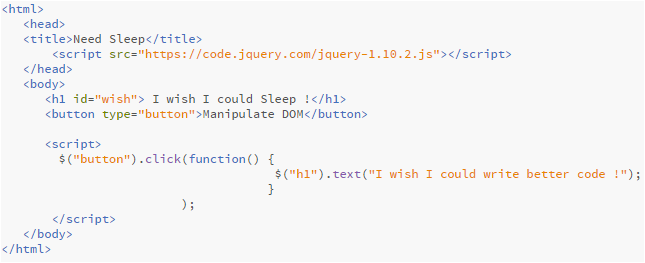 <html>
<head>
<title>Need Sleep</title>
<script src="https://code.jquery.com/jquery-1.10.2.js"></script>
</head>
<body>
<h1 id="wish"> I wish I could Sleep !</h1>
<button type="button">Manipulate DOM</button>
<script>
$("button").click(function() {
$("h1").text("I wish I could write better code !");
}
);
</script>
</body>
</html>